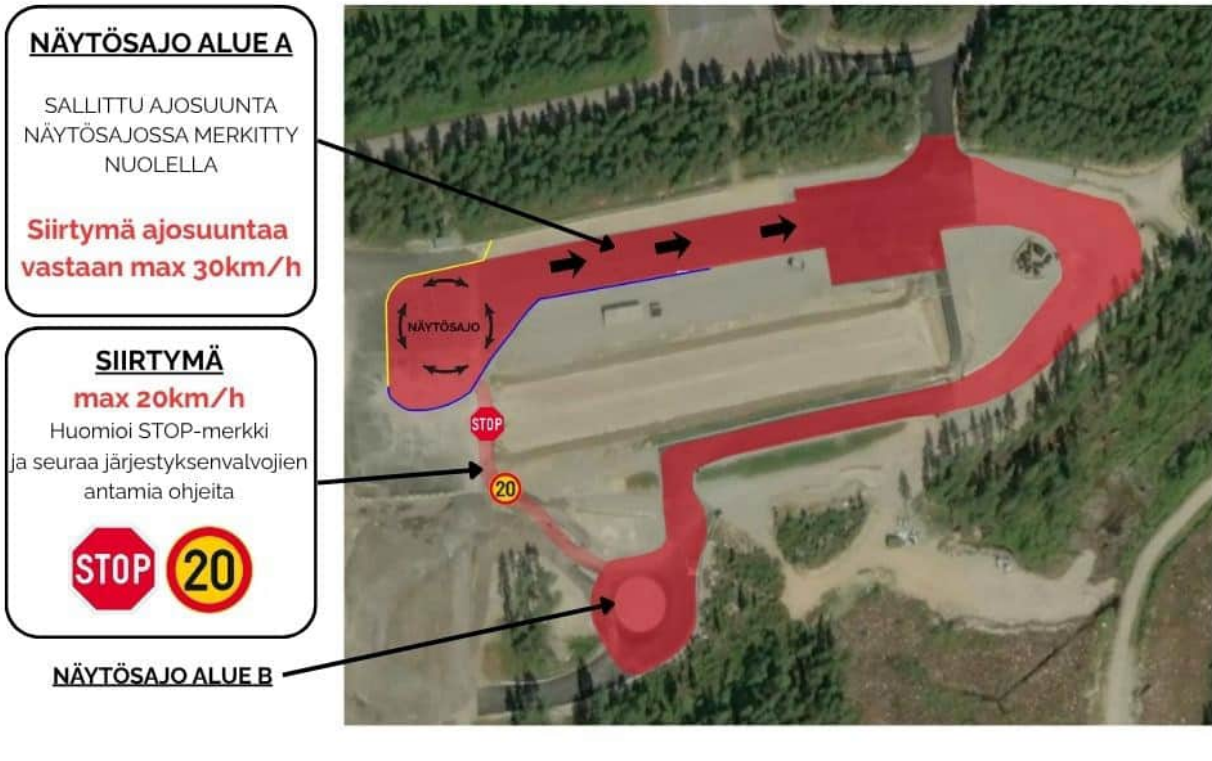 NÄYTÖSAJO ALUE A
SALLITTU AJOSUUNTA
NÄYTÖSAJOSSA MERKITTY
NUOLELLA
Siirtymä ajosuuntaa
vastaan max 30km/h
SIIRTYMÄ
max 20km/h
Huomioi STOP-merkki
ja seuraa järjestyksenvalvojien
antamia ohjeita
STOP 20
NÄYTÖSAJO ALUE B
NÄYTÖSAJO
STOP
20